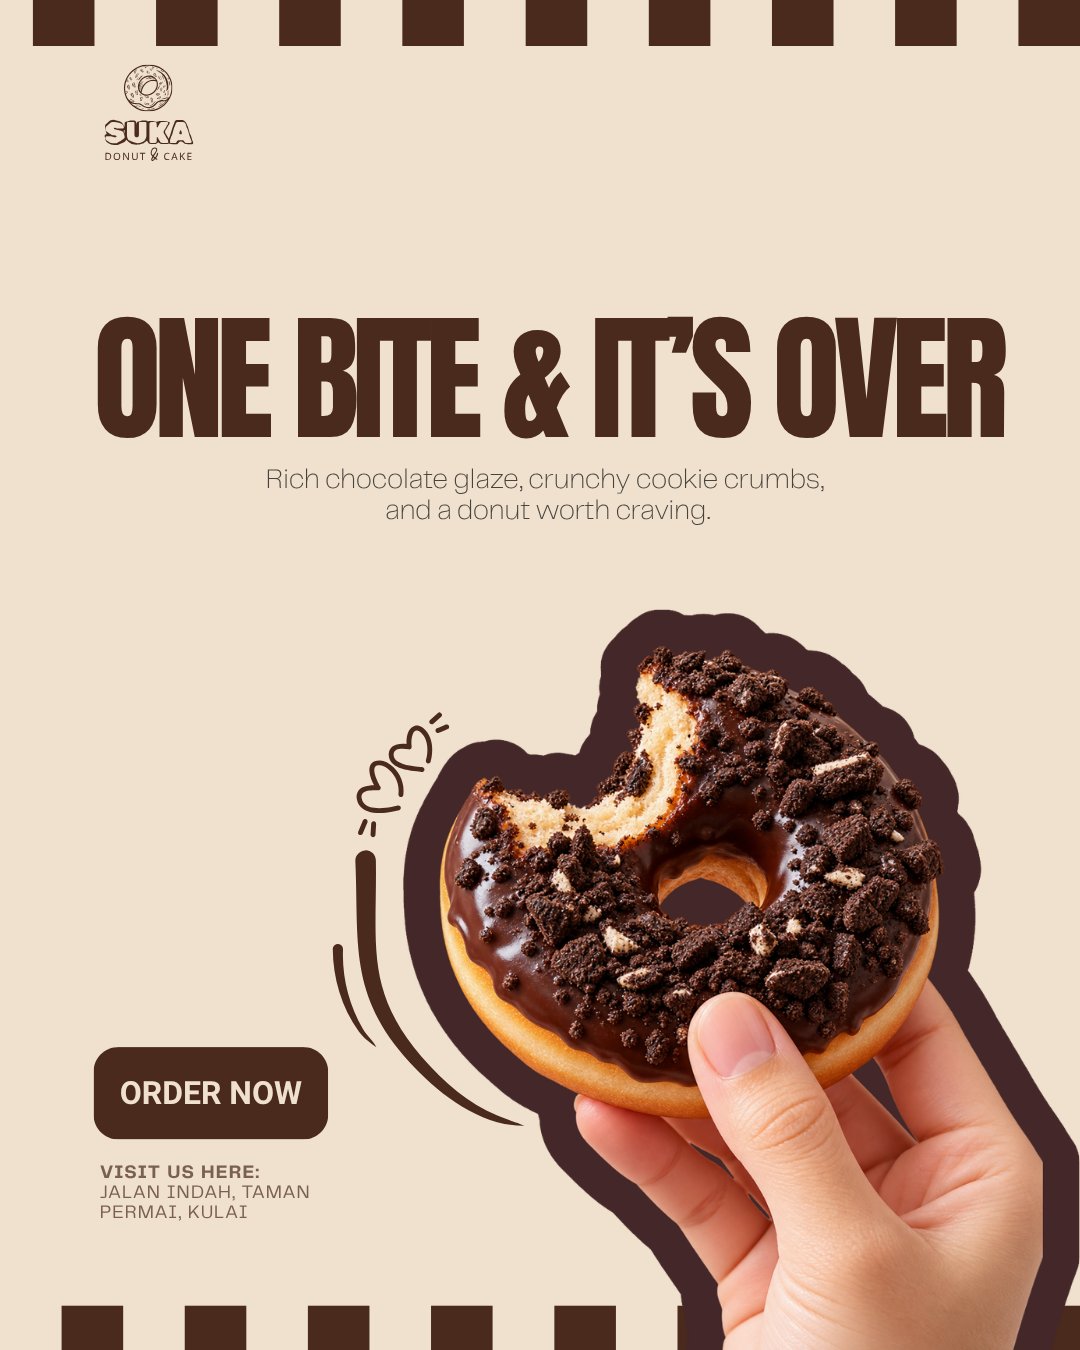 SUKA
DONUT & CAKE
ONE BITE & IT'S OVER
Rich chocolate glaze, crunchy cookie crumbs,
and a donut worth craving.
ORDER NOW
VISIT US HERE:
JALAN INDAH, TAMAN
PERMAI, KULAI